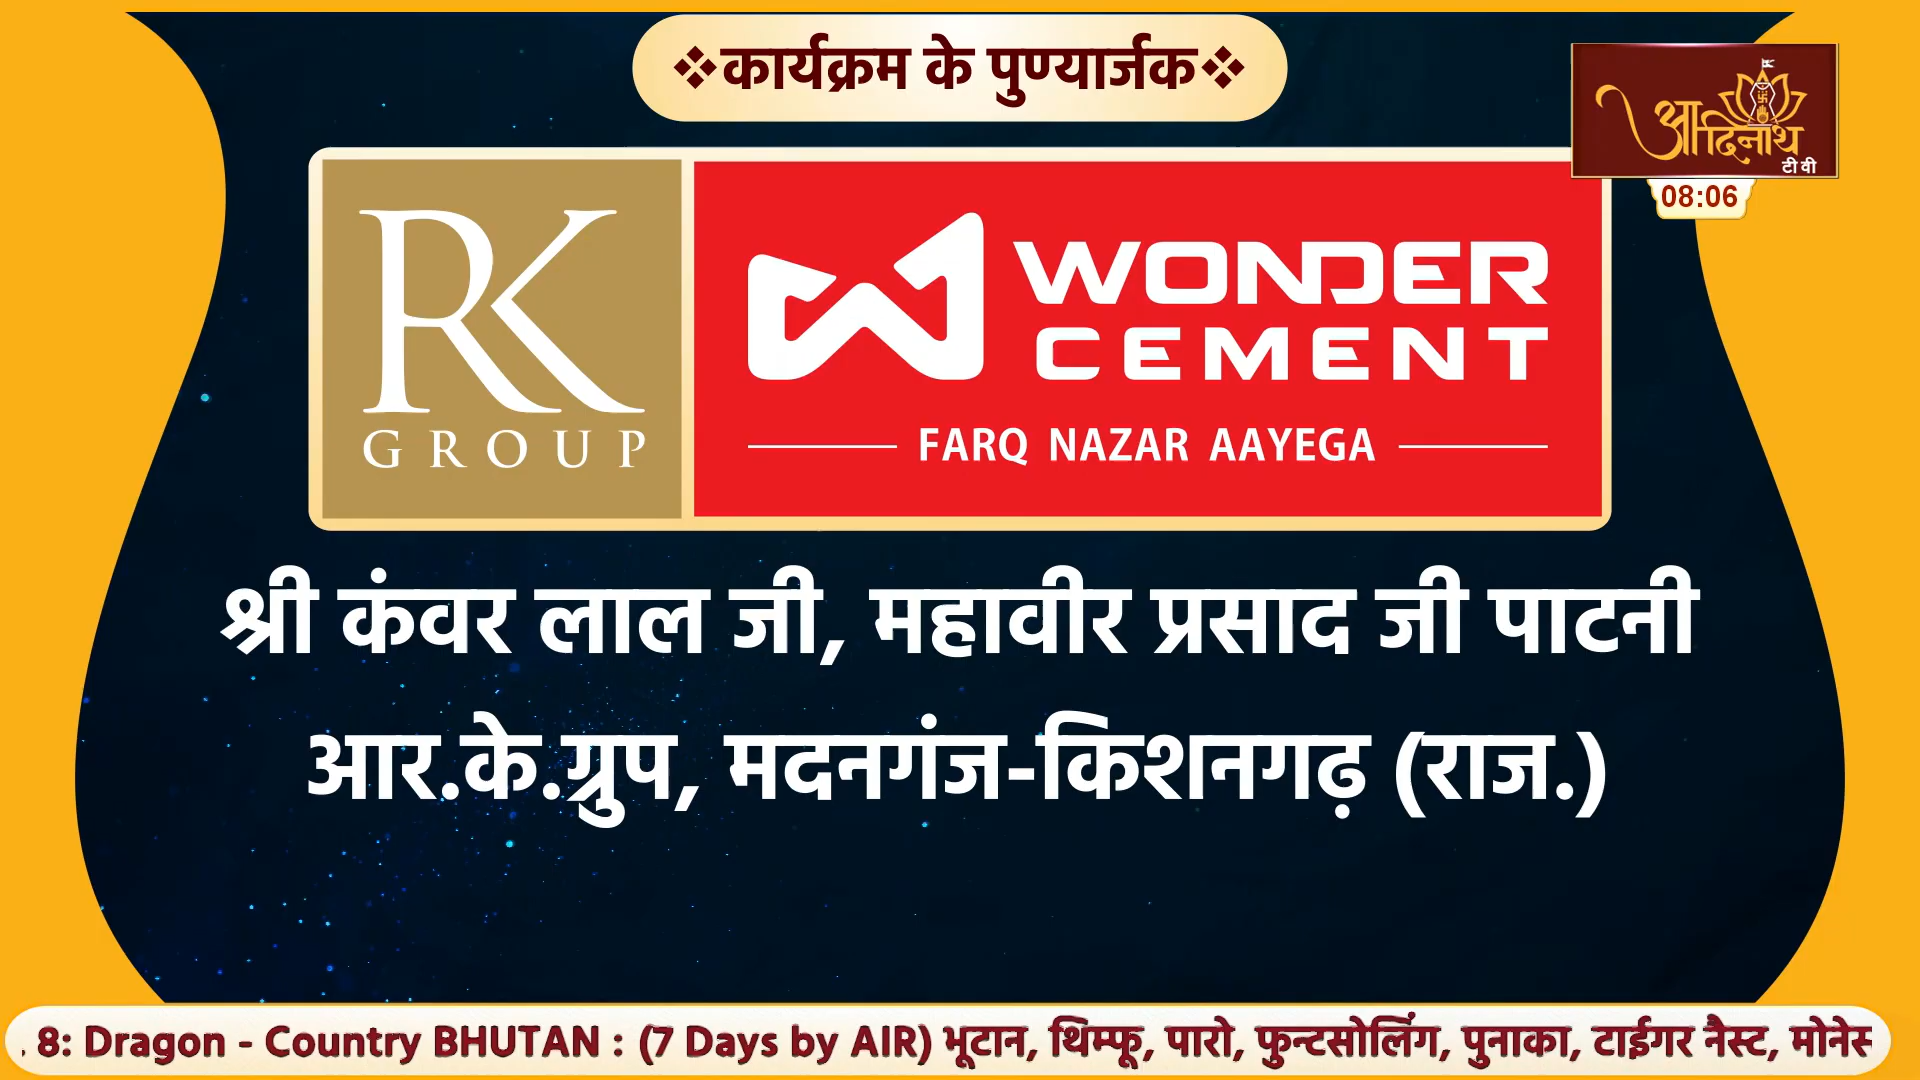 ❖कार्यक्रम के पुण्यार्जक❖
आदिनाथ
टी वी
08:06
RK
GROUP
WONDER
CEMENT
FARQ NAZAR AAYEGA
श्री कंवर लाल जी, महावीर प्रसाद जी पाटनी
आर.के.ग्रुप, मदनगंज-किशनगढ़ (राज.)
. 8: Dragon - Country BHUTAN : (7 Days by AIR) भूटान, थिम्फू, पारो, फुन्टसोलिंग, पुनाका, टाईगर नैस्ट,